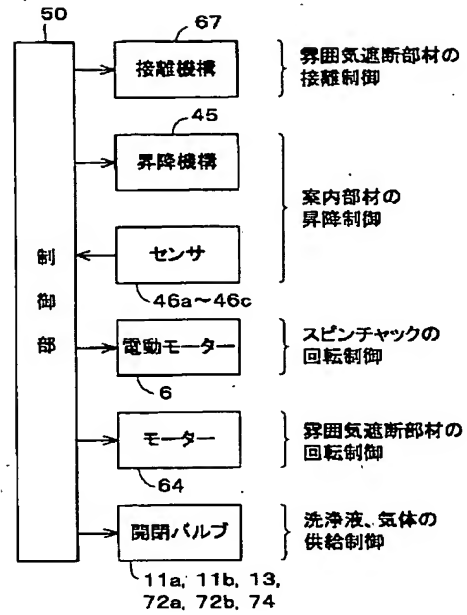 50
67
接離機構
雰囲気遮断部材の
接離制御
45
昇降機構
案内部材の
昇降制御
制御部
センサ
46a～46c
電動モーター
6
スピンチャックの
回転制御
モーター
64
雰囲気遮断部材の
回転制御
開閉バルブ
11a, 11b, 13,
72a, 72b, 74
洗浄液、気体の
供給制御